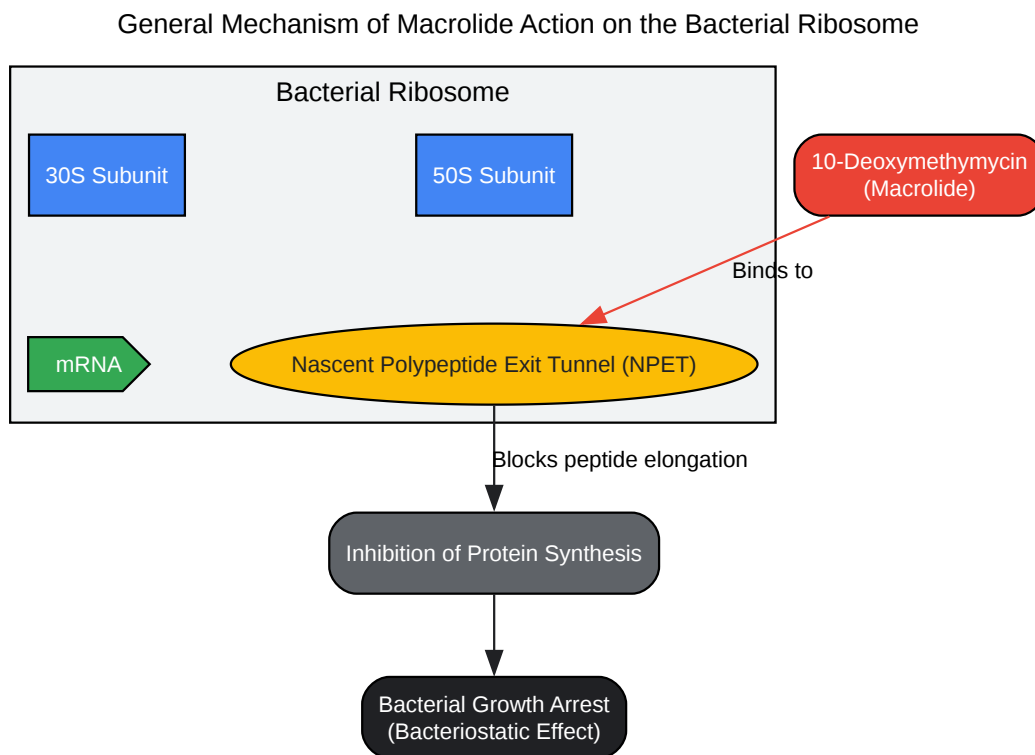 General Mechanism of Macrolide Action on the Bacterial Ribosome
Bacterial Ribosome
30S Subunit
50S Subunit
10-Deoxymethymycin
(Macrolide)
Binds to
mRNA
Nascent Polypeptide Exit Tunnel (NPET)
Blocks peptide elongation
Inhibition of Protein Synthesis
Bacterial Growth Arrest
(Bacteriostatic Effect)